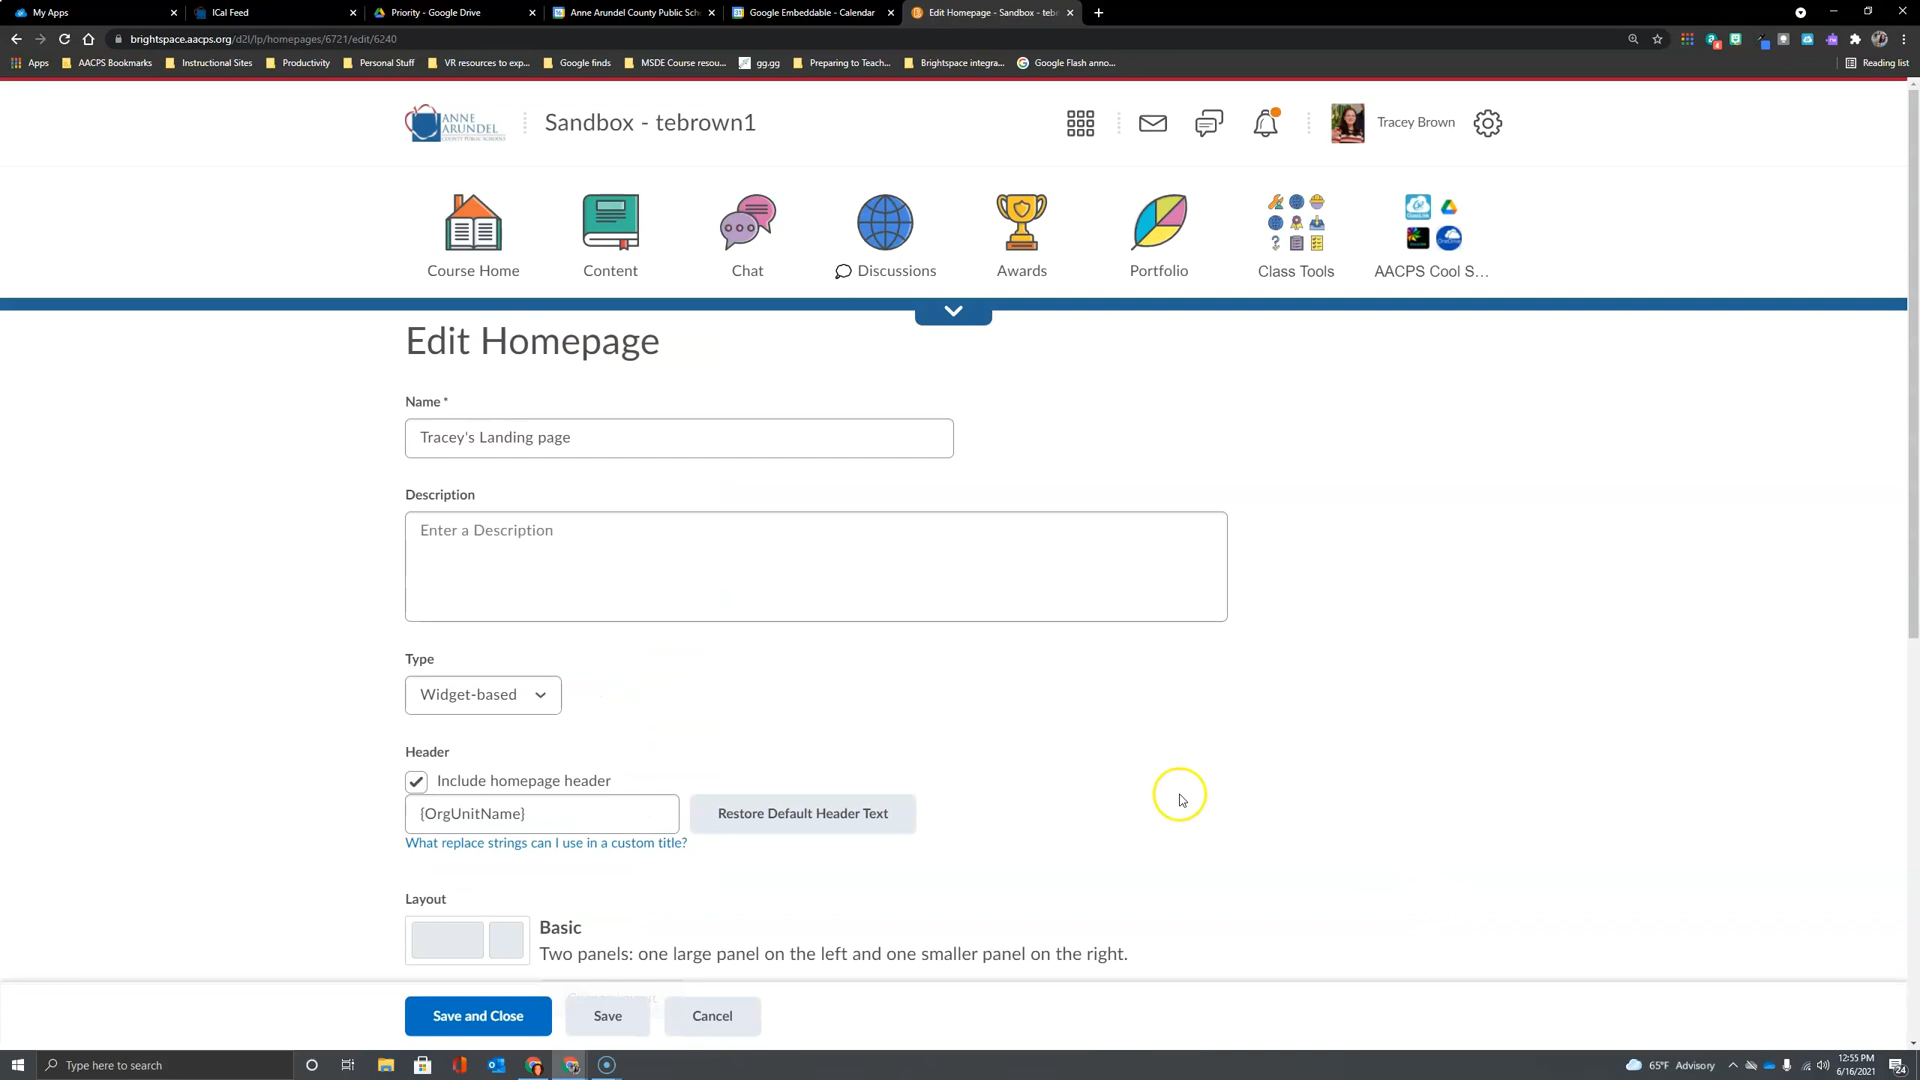 My Apps
ICal Feed
Priority - Google Drive
Anne Arundel County Public Sch
Google Embeddable - Calendar
Edit Homepage - Sandbox - tebr
brightspace.aacps.org/d2l/lp/homepages/6721/edit/6240
Apps
AACPS Bookmarks
Instructional Sites
Productivity
Personal Stuff
VR resources to exp...
Google finds
MSDE Course resou...
gg.gg
Preparing to Teach...
Brightspace integra...
Google Flash anno...
Reading list
ANNE ARUNDEL
COUNTY PUBLIC SCHOOLS
Sandbox - tebrown1
Tracey Brown
Course Home
Content
Chat
Discussions
Awards
Portfolio
Class Tools
AACPS Cool S...
Edit Homepage
Name *
Tracey's Landing page
Description
Enter a Description
Type
Widget-based
Header
Include homepage header
{OrgUnitName}
Restore Default Header Text
What replace strings can I use in a custom title?
Layout
Basic
Two panels: one large panel on the left and one smaller panel on the right.
Save and Close
Save
Cancel
Type here to search
65°F Advisory
12:55 PM
6/16/2021
24